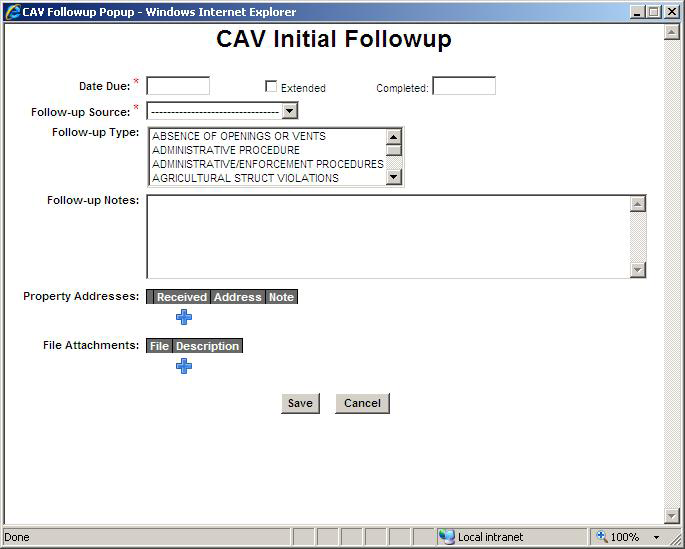 CAV Followup Popup - Windows Internet Explorer
CAV Initial Followup
Date Due: * Extended Completed:
Follow-up Source: * --------------------------------
Follow-up Type: ABSENCE OF OPENINGS OR VENTS
ADMINISTRATIVE PROCEDURE
ADMINISTRATIVE/ENFORCEMENT PROCEDURES
AGRICULTURAL STRUCT VIOLATIONS
Follow-up Notes:
Property Addresses: Received Address Note
File Attachments: File Description
Save Cancel
Done Local intranet 100%